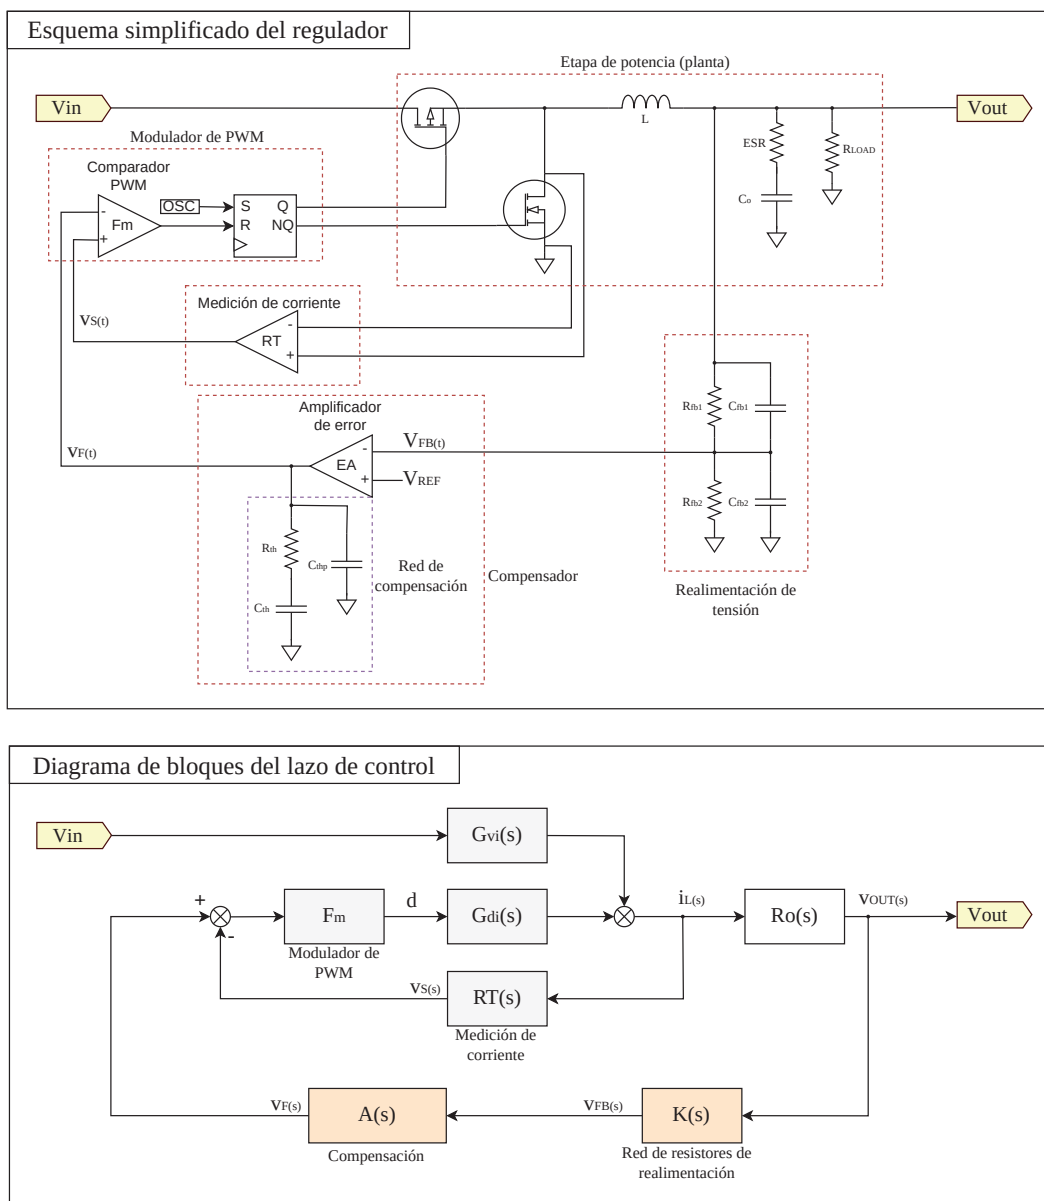 Esquema simplificado del regulador
Etapa de potencia (planta)
Vin
Vout
L
ESR
RLOAD
Co
Modulador de PWM
Comparador
PWM
-
Fm
+
OSC
S
Q
R
NQ
Medición de corriente
vS(t)
-
RT
+
Amplificador
de error
VFB(t)
-
EA
+
VREF
vF(t)
Rfb1
Cfb1
Rfb2
Cfb2
Rth
Cthp
Cth
Red de
compensación
Compensador
Realimentación de
tensión
Diagrama de bloques del lazo de control
Vin
Gvi(s)
+
-
Fm
d
Gdi(s)
iL(s)
Ro(s)
vOUT(s)
Vout
Modulador de
PWM
vS(s)
RT(s)
Medición de
corriente
vF(s)
A(s)
vFB(s)
K(s)
Compensación
Red de resistores de
realimentación